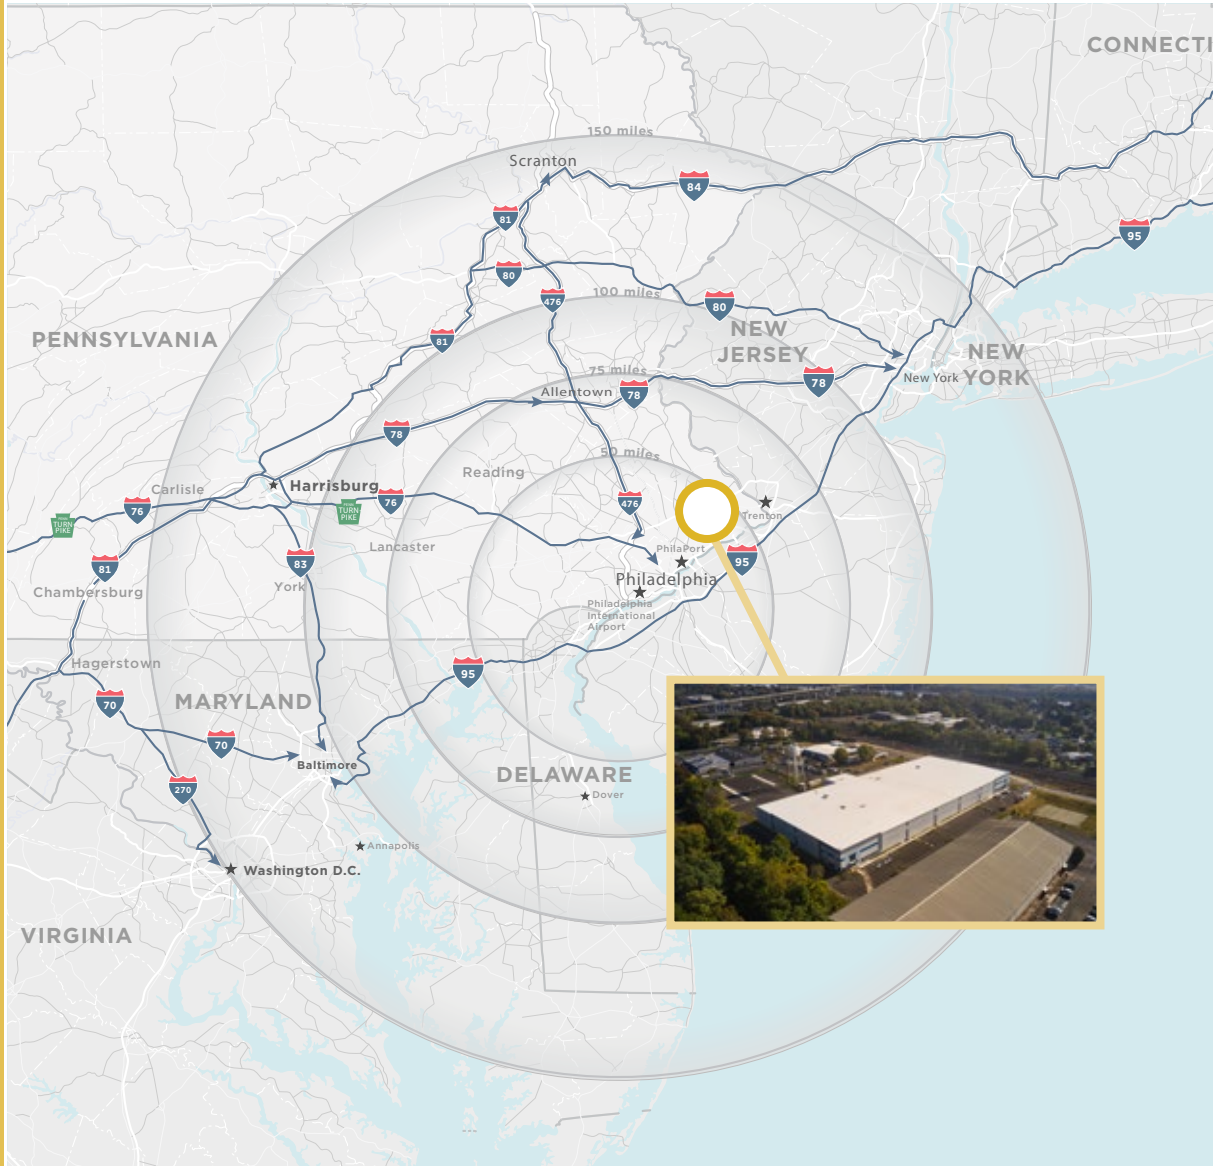 CONNECTI
150 miles
Scranton
84
81
95
80
476
100 miles
80
PENNSYLVANIA
NEW
JERSEY
81
NEW
YORK
75 miles
New York
78
Allentown
78
78
50 miles
Reading
Carlisle
Harrisburg
76
476
76
TURN
PIKE
TURN
PIKE
Trenton
Lancaster
PhilaPort
95
81
83
Philadelphia
Chambersburg
York
Philadelphia
International
Airport
Hagerstown
95
70
MARYLAND
70
Baltimore
DELAWARE
270
Dover
Annapolis
Washington D.C.
VIRGINIA